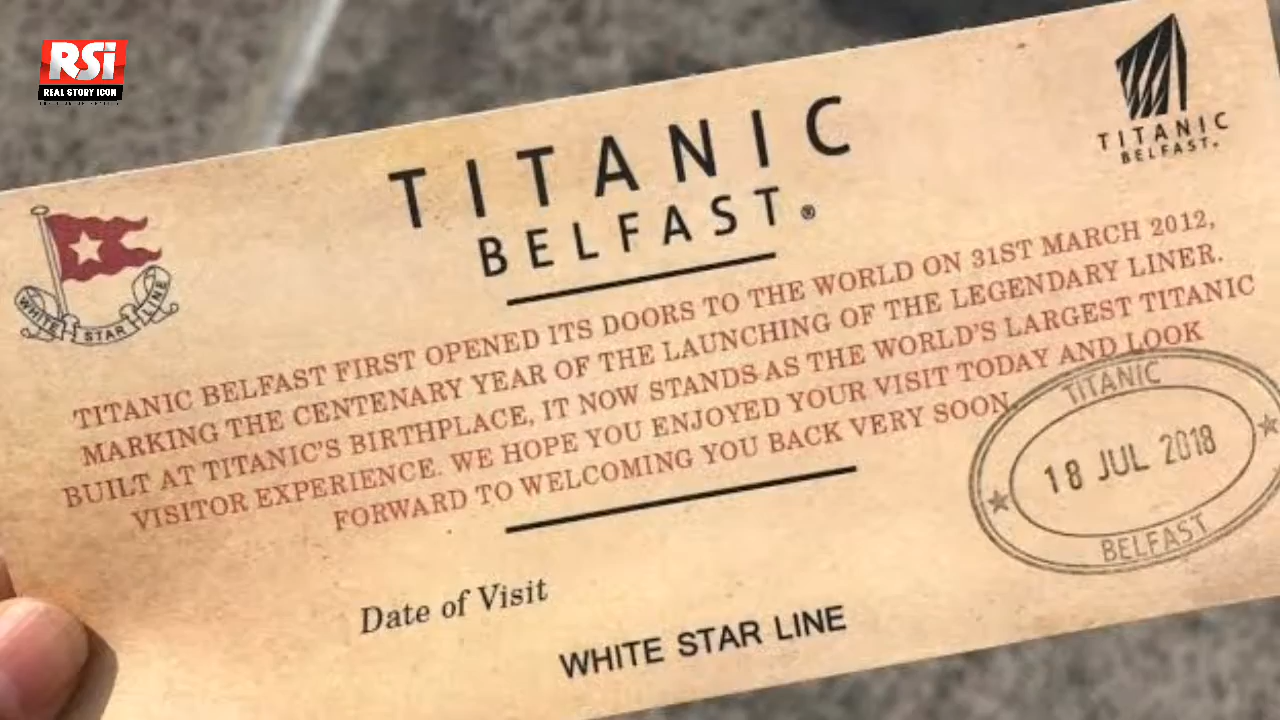 RSi
REAL STORY ICON
TITANIC
BELFAST®
TITANIC
BELFAST.
WHITE STAR LINE
TITANIC BELFAST FIRST OPENED ITS DOORS TO THE WORLD ON 31ST MARCH 2012,
MARKING THE CENTENARY YEAR OF THE LAUNCHING OF THE LEGENDARY LINER.
BUILT AT TITANIC'S BIRTHPLACE, IT NOW STANDS AS THE WORLD'S LARGEST TITANIC
VISITOR EXPERIENCE. WE HOPE YOU ENJOYED YOUR VISIT TODAY AND LOOK
FORWARD TO WELCOMING YOU BACK VERY SOON
TITANIC
18 JUL 2018
BELFAST
Date of Visit
WHITE STAR LINE